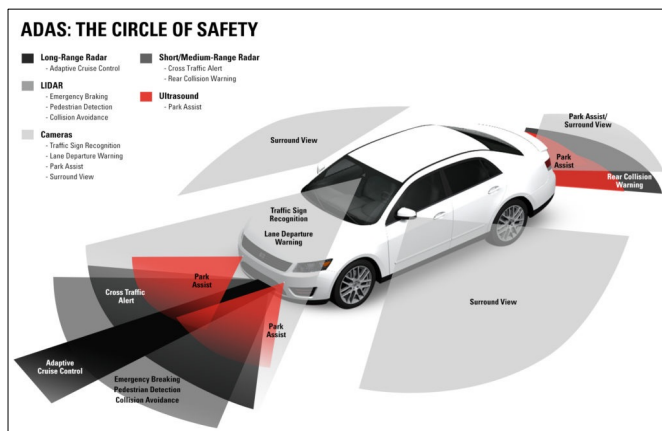 ADAS: THE CIRCLE OF SAFETY
Long-Range Radar
- Adaptive Cruise Control
LIDAR
- Emergency Braking
- Pedestrian Detection
- Collision Avoidance
Cameras
- Traffic Sign Recognition
- Lane Departure Warning
- Park Assist
- Surround View
Short/Medium-Range Radar
- Cross Traffic Alert
- Rear Collision Warning
Ultrasound
- Park Assist
Surround View
Park Assist/
Surround View
Park
Assist
Rear Collision
Warning
Traffic Sign
Recognition
Lane Departure
Warning
Park
Assist
Cross Traffic
Alert
Park
Assist
Surround View
Adaptive
Cruise Control
Emergency Breaking
Pedestrian Detection
Collision Avoidance